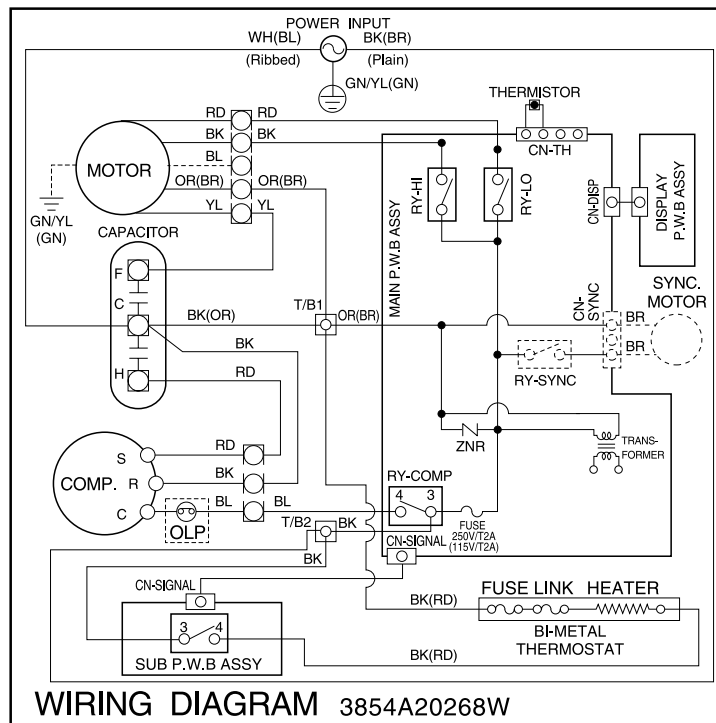 POWER INPUT
WH(BL) BK(BR)
(Ribbed) (Plain)
GN/YL(GN)
THERMISTOR
CN-TH
RD RD
BK BK
BL
OR(BR) OR(BR)
YL YL
MOTOR
GN/YL
(GN)
CAPACITOR
F
C
H
RY-HI
RY-LO
MAIN P.W.B ASSY
CN-DISP
DISPLAY
P.W.B ASSY
SYNC.
MOTOR
CN-
SYNC
BR
BR
T/B1
BK(OR)
OR(BR)
BK
RD
RY-SYNC
ZNR
TRANS-
FORMER
COMP.
S
R
C
RD
BK
BL
BL
OLP
RY-COMP
4 3
FUSE
250V/T2A
(115V/T2A)
T/B2
BK
BK
CN-SIGNAL
CN-SIGNAL
3 4
SUB P.W.B ASSY
BK(RD)
FUSE LINK HEATER
BI-METAL
THERMOSTAT
BK(RD)
WIRING DIAGRAM 3854A20268W